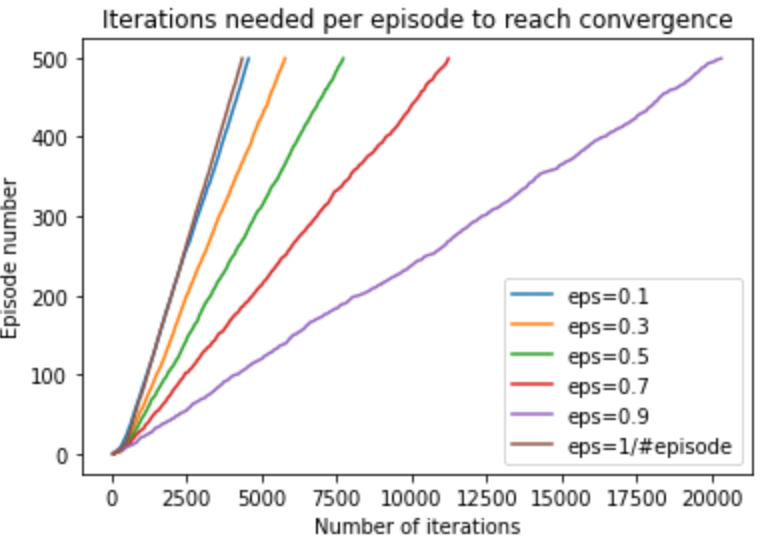 Iterations needed per episode to reach convergence
500
400
300
200
100
0
Episode number
eps=0.1
eps=0.3
eps=0.5
eps=0.7
eps=0.9
eps=1/#episode
0 2500 5000 7500 10000 12500 15000 17500 20000
Number of iterations